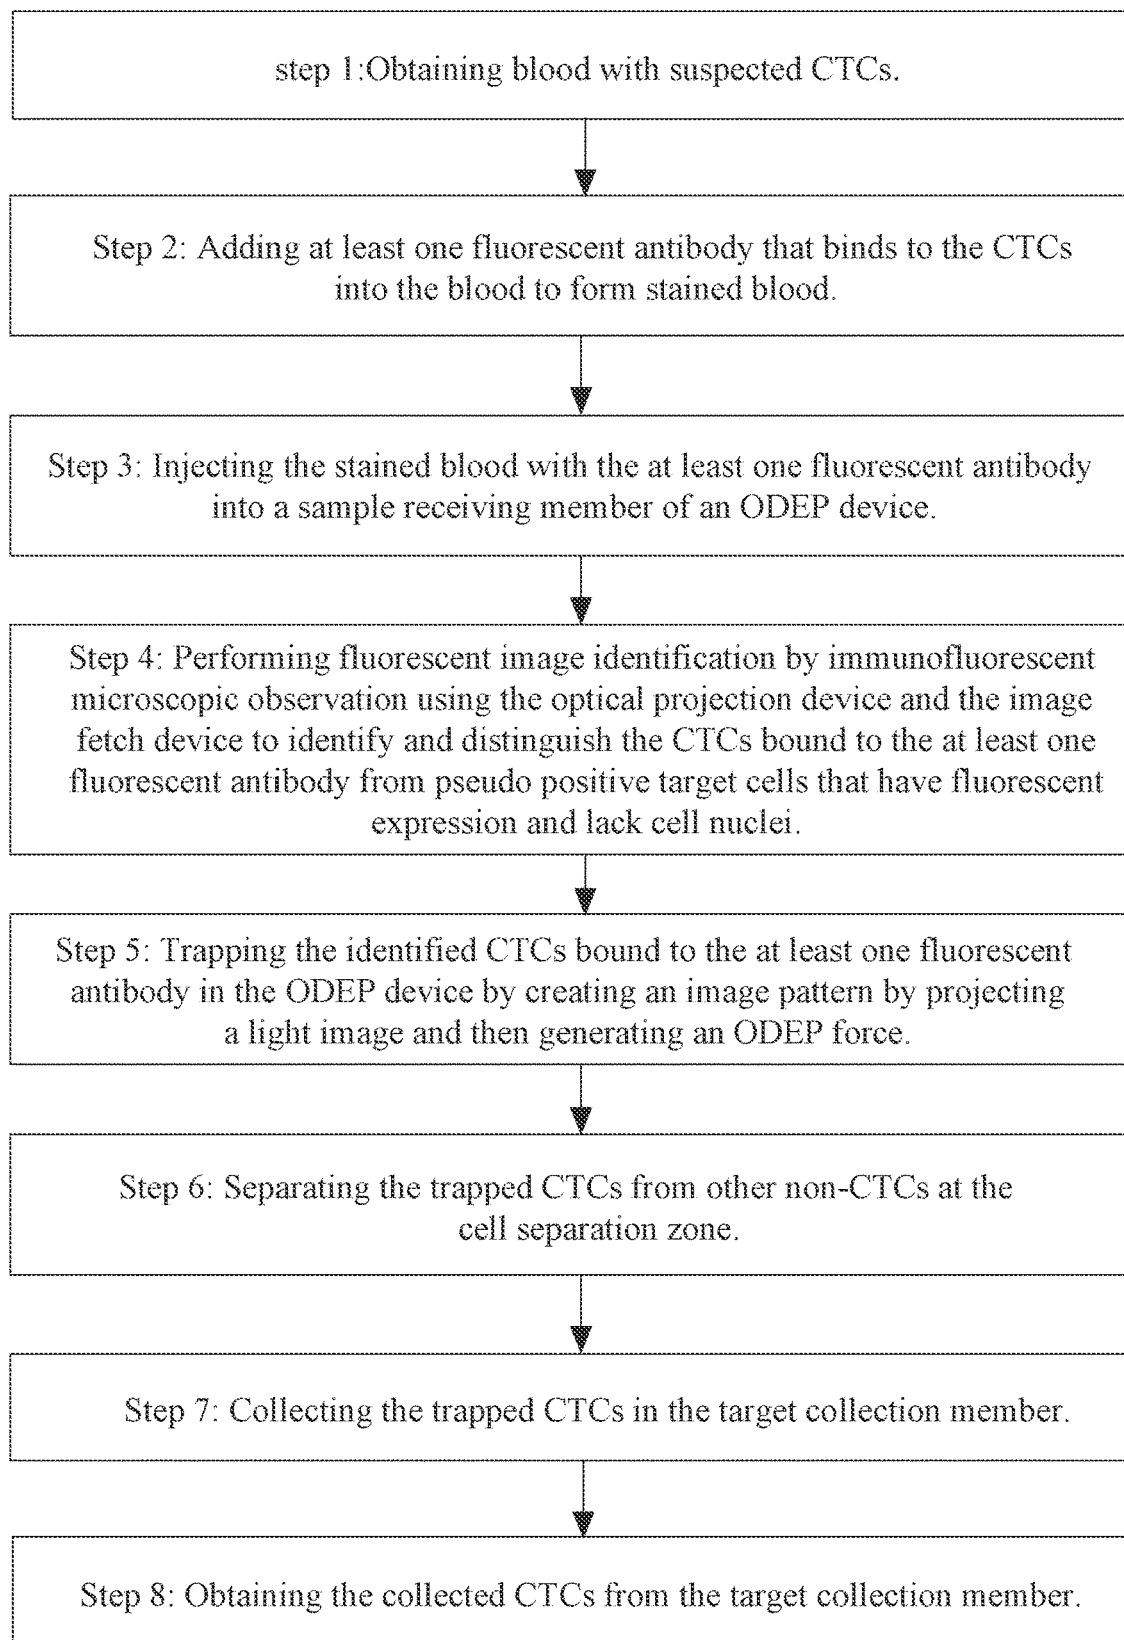 step 1:Obtaining blood with suspected CTCs.
Step 2: Adding at least one fluorescent antibody that binds to the CTCs
into the blood to form stained blood.
Step 3: Injecting the stained blood with the at least one fluorescent antibody
into a sample receiving member of an ODEP device.
Step 4: Performing fluorescent image identification by immunofluorescent
microscopic observation using the optical projection device and the image
fetch device to identify and distinguish the CTCs bound to the at least one
fluorescent antibody from pseudo positive target cells that have fluorescent
expression and lack cell nuclei.
Step 5: Trapping the identified CTCs bound to the at least one fluorescent
antibody in the ODEP device by creating an image pattern by projecting
a light image and then generating an ODEP force.
Step 6: Separating the trapped CTCs from other non-CTCs at the
cell separation zone.
Step 7: Collecting the trapped CTCs in the target collection member.
Step 8: Obtaining the collected CTCs from the target collection member.